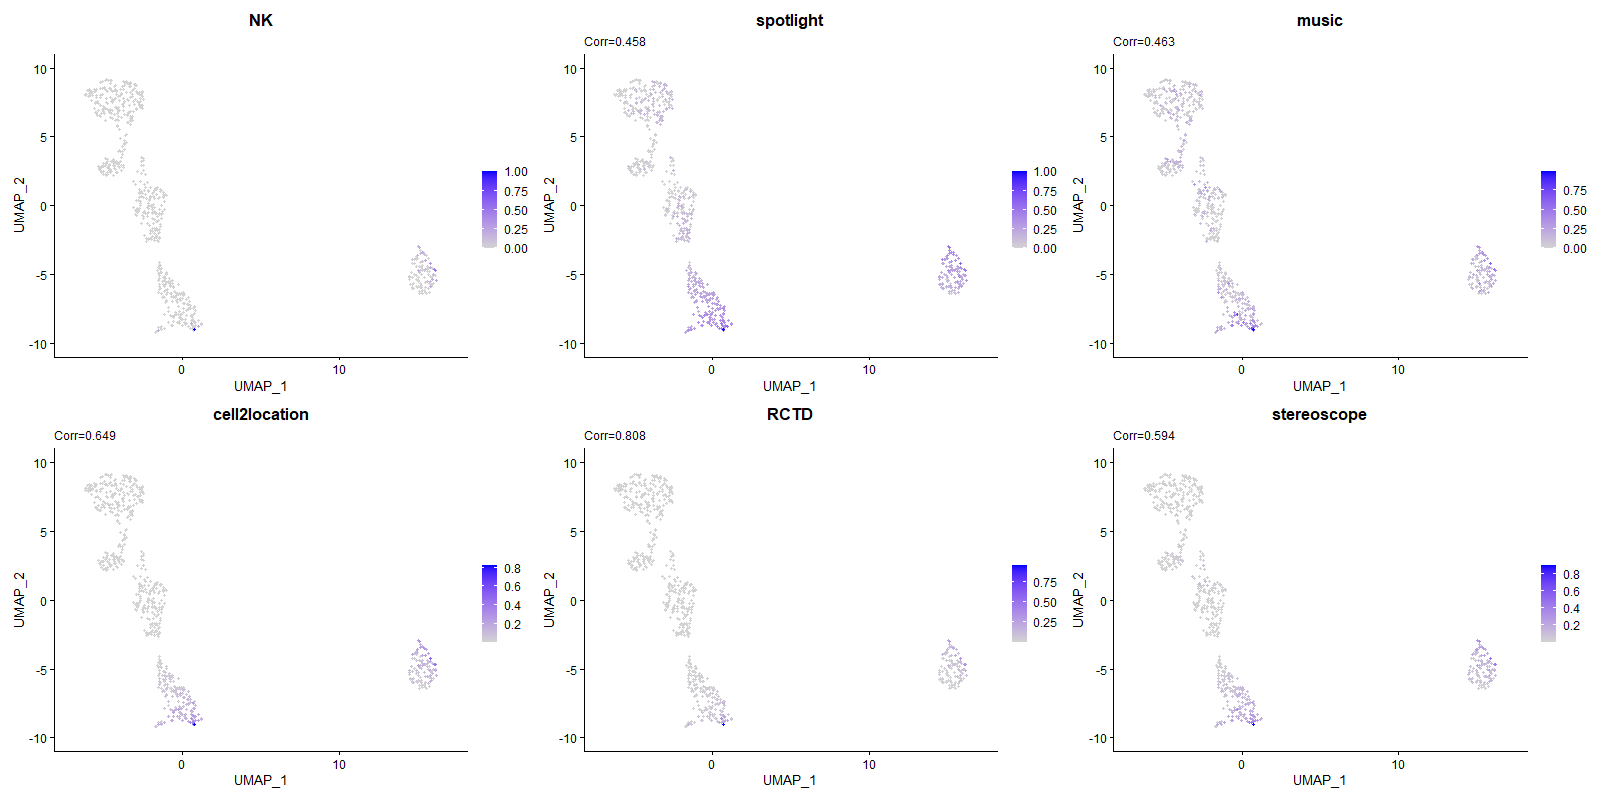 NK
10
5
0
-5
-10
UMAP_2
0
10
UMAP_1
1.00
0.75
0.50
0.25
0.00
spotlight
Corr=0.458
10
5
0
-5
-10
UMAP_2
0
10
UMAP_1
1.00
0.75
0.50
0.25
0.00
music
Corr=0.463
10
5
0
-5
-10
UMAP_2
0
10
UMAP_1
0.75
0.50
0.25
0.00
cell2location
Corr=0.649
10
5
0
-5
-10
UMAP_2
0
10
UMAP_1
0.8
0.6
0.4
0.2
RCTD
Corr=0.808
10
5
0
-5
-10
UMAP_2
0
10
UMAP_1
0.75
0.50
0.25
stereoscope
Corr=0.594
10
5
0
-5
-10
UMAP_2
0
10
UMAP_1
0.8
0.6
0.4
0.2